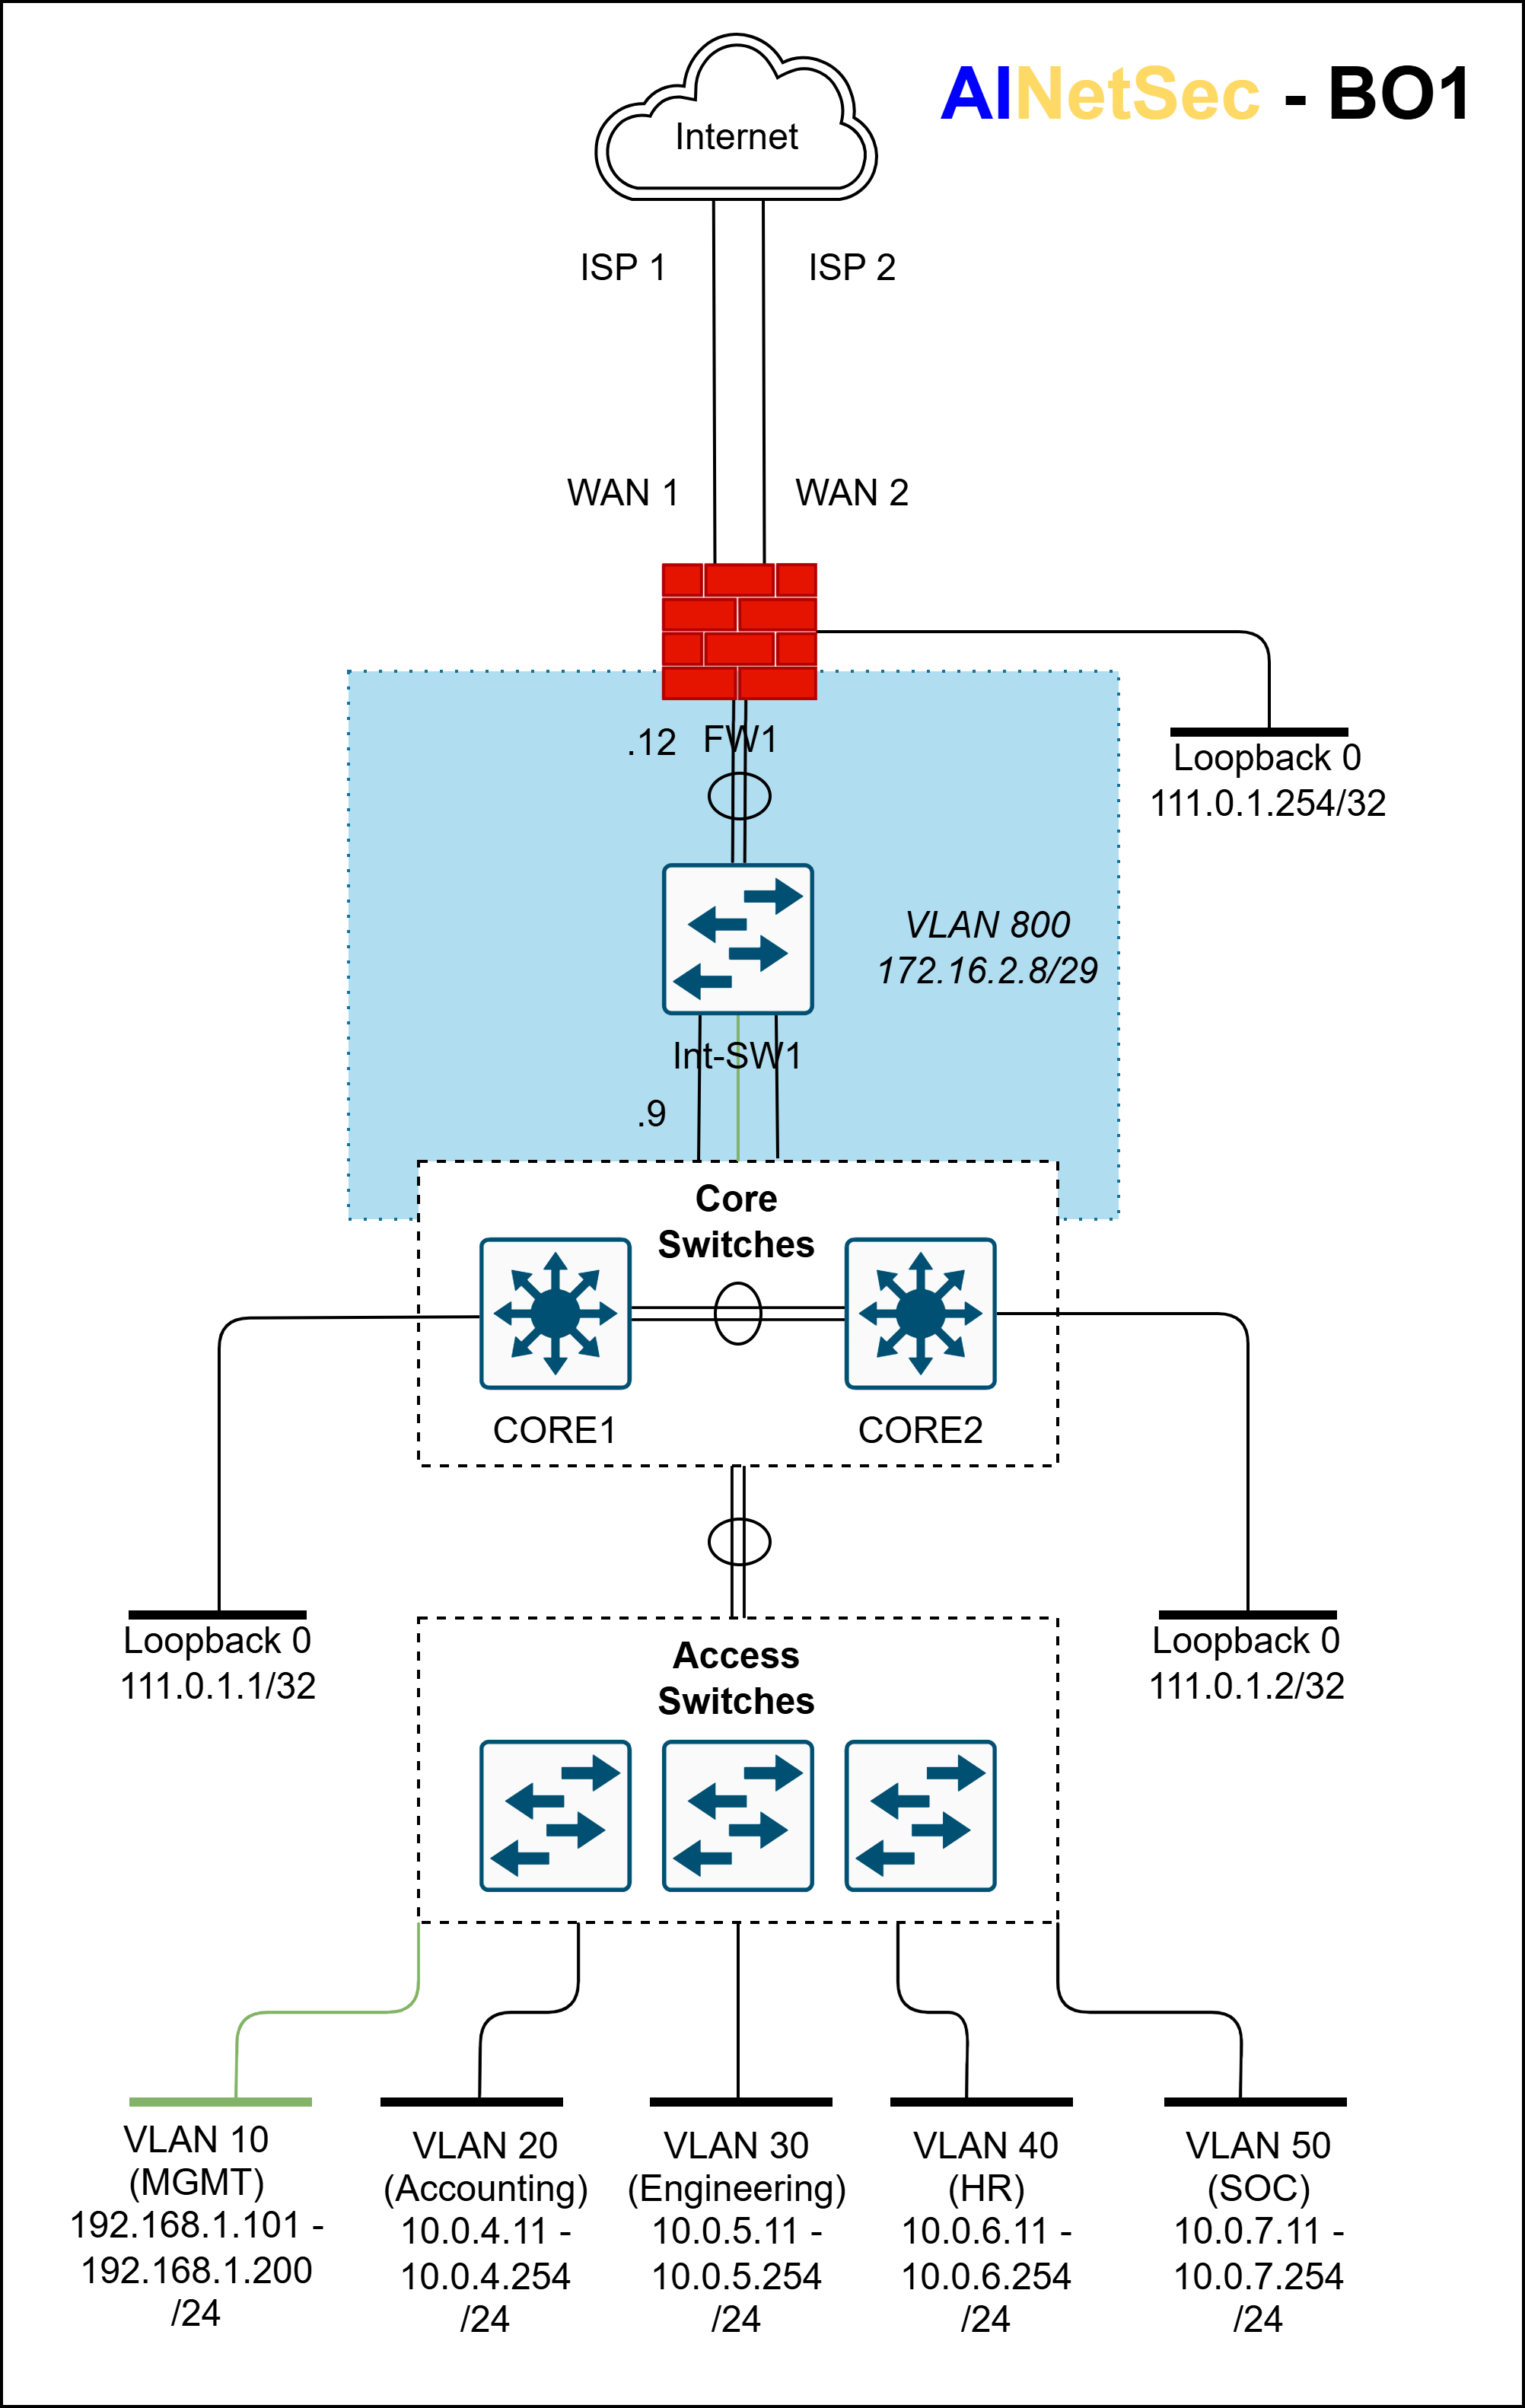 AINetSec - BO1
Internet
ISP 1
ISP 2
WAN 1
WAN 2
.12
FW1
Loopback 0
111.0.1.254/32
VLAN 800
172.16.2.8/29
Int-SW1
.9
Core
Switches
CORE1
CORE2
Loopback 0
111.0.1.1/32
Loopback 0
111.0.1.2/32
Access
Switches
VLAN 10
(MGMT)
192.168.1.101 -
192.168.1.200
/24
VLAN 20
(Accounting)
10.0.4.11 -
10.0.4.254
/24
VLAN 30
(Engineering)
10.0.5.11 -
10.0.5.254
/24
VLAN 40
(HR)
10.0.6.11 -
10.0.6.254
/24
VLAN 50
(SOC)
10.0.7.11 -
10.0.7.254
/24